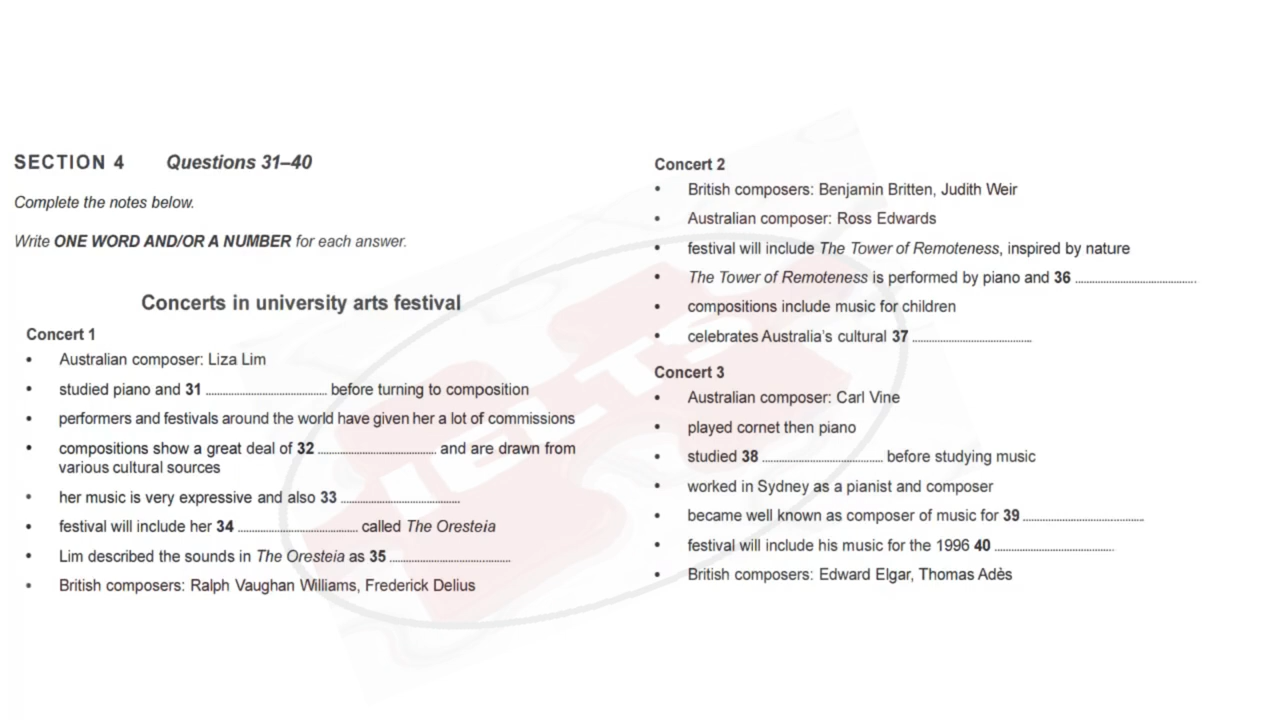 SECTION 4 Questions 31–40
Complete the notes below.
Write ONE WORD AND/OR A NUMBER for each answer.
Concerts in university arts festival
Concert 1
• Australian composer: Liza Lim
• studied piano and 31 .................................. before turning to composition
• performers and festivals around the world have given her a lot of commissions
• compositions show a great deal of 32 .................................. and are drawn from
various cultural sources
• her music is very expressive and also 33 ..................................
• festival will include her 34 .................................. called The Oresteia
• Lim described the sounds in The Oresteia as 35 ..................................
• British composers: Ralph Vaughan Williams, Frederick Delius
Concert 2
• British composers: Benjamin Britten, Judith Weir
• Australian composer: Ross Edwards
• festival will include The Tower of Remoteness, inspired by nature
• The Tower of Remoteness is performed by piano and 36 ..................................
• compositions include music for children
• celebrates Australia's cultural 37 ..................................
Concert 3
• Australian composer: Carl Vine
• played cornet then piano
• studied 38 .................................. before studying music
• worked in Sydney as a pianist and composer
• became well known as composer of music for 39 ..................................
• festival will include his music for the 1996 40 ..................................
• British composers: Edward Elgar, Thomas Adès
IELTS